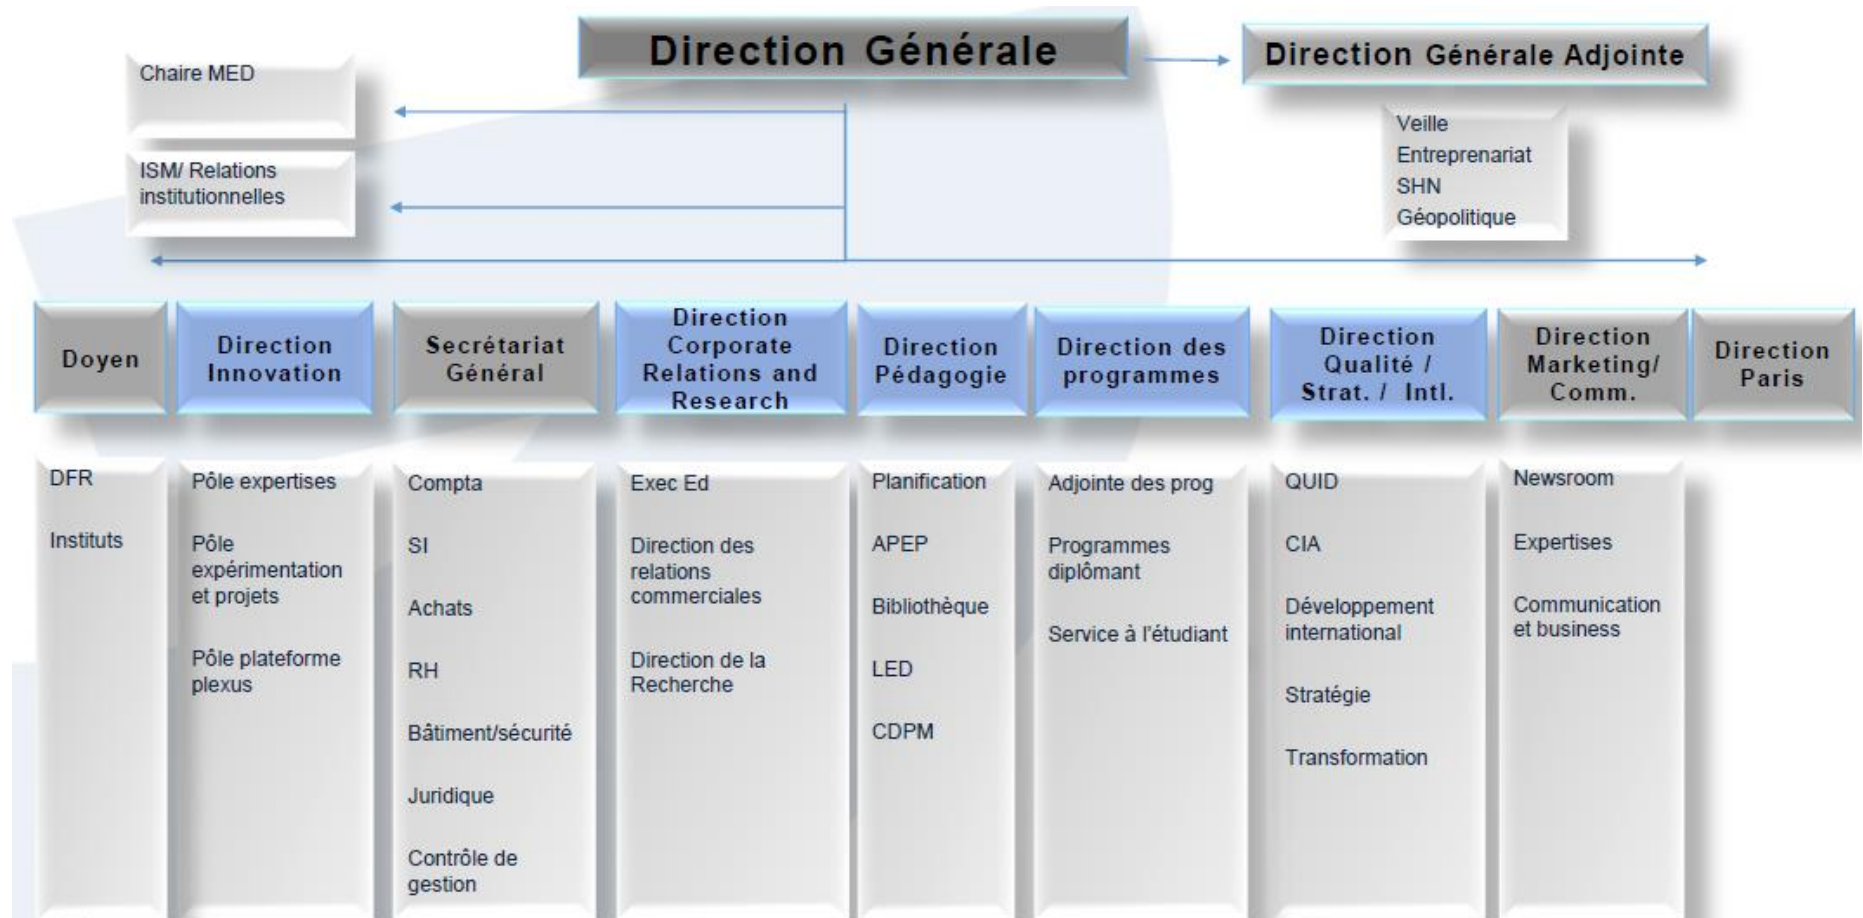 Direction Générale
Direction Générale Adjointe
Chaire MED
ISM/ Relations
institutionnelles
Veille
Entreprenariat
SHN
Géopolitique
Doyen
Direction
Innovation
Secrétariat
Général
Direction
Corporate
Relations and
Research
Direction
Pédagogie
Direction des
programmes
Direction
Qualité /
Strat. / Intl.
Direction
Marketing/
Comm.
Direction
Paris
DFR
Instituts
Pôle expertises
Pôle
expérimentation
et projets
Pôle plateforme
plexus
Compta
SI
Achats
RH
Bâtiment/sécurité
Juridique
Contrôle de
gestion
Exec Ed
Direction des
relations
commerciales
Direction de la
Recherche
Planification
APEP
Bibliothèque
LED
CDPM
Adjointe des prog
Programmes
diplômant
Service à l'étudiant
QUID
CIA
Développement
international
Stratégie
Transformation
Newsroom
Expertises
Communication
et business